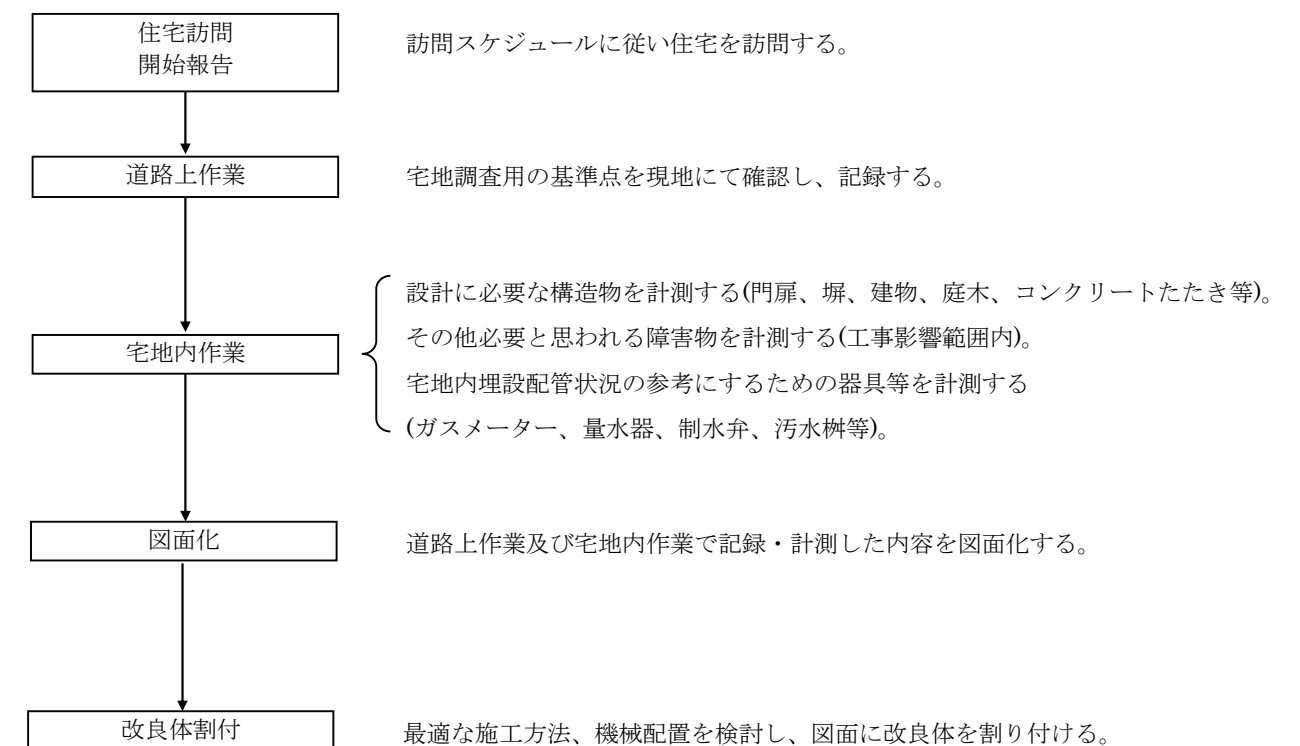 住宅訪問
開始報告
訪問スケジュールに従い住宅を訪問する。
道路上作業
宅地調査用の基準点を現地にて確認し、記録する。
宅地内作業
設計に必要な構造物を計測する(門扉、塀、建物、庭木、コンクリートたたき等)。
その他必要と思われる障害物を計測する(工事影響範囲内)。
宅地内埋設配管状況の参考にするための器具等を計測する
(ガスメーター、量水器、制水弁、汚水桝等)。
図面化
道路上作業及び宅地内作業で記録・計測した内容を図面化する。
改良体割付
最適な施工方法、機械配置を検討し、図面に改良体を割り付ける。